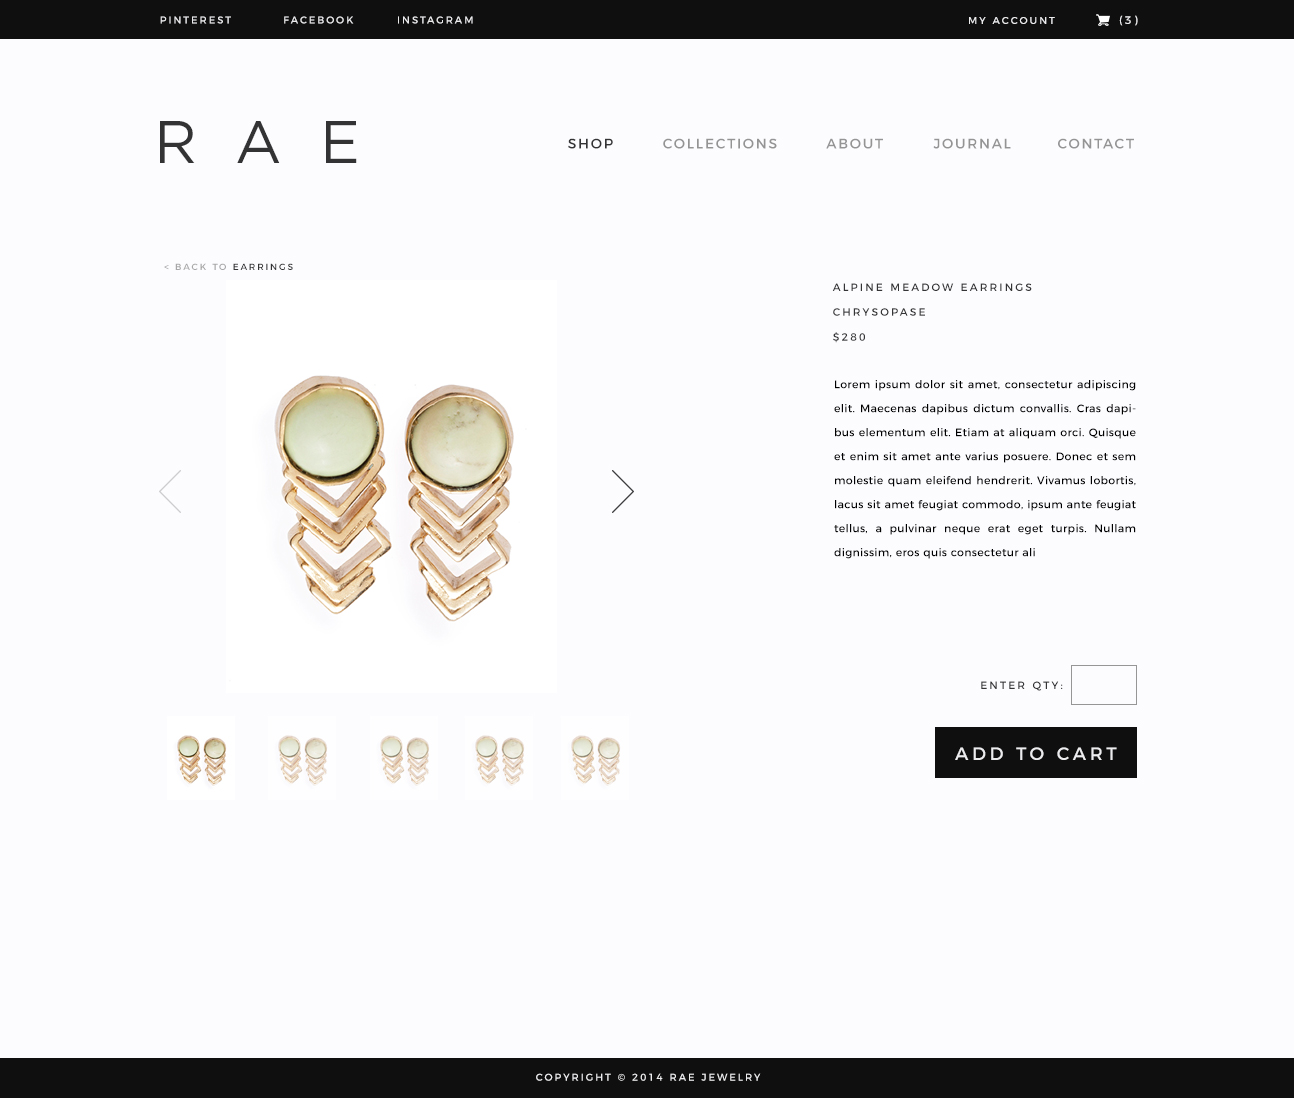 PINTEREST FACEBOOK INSTAGRAM MY ACCOUNT (3)
R A E
SHOP COLLECTIONS ABOUT JOURNAL CONTACT
< BACK TO EARRINGS
ALPINE MEADOW EARRINGS
CHRYSOPASE
$280
Lorem ipsum dolor sit amet, consectetur adipiscing
elit. Maecenas dapibus dictum convallis. Cras dapi-
bus elementum elit. Etiam at aliquam orci. Quisque
et enim sit amet ante varius posuere. Donec et sem
molestie quam eleifend hendrerit. Vivamus lobortis,
lacus sit amet feugiat commodo, ipsum ante feugiat
tellus, a pulvinar neque erat eget turpis. Nullam
dignissim, eros quis consectetur ali
ENTER QTY:
ADD TO CART
COPYRIGHT © 2014 RAE JEWELRY